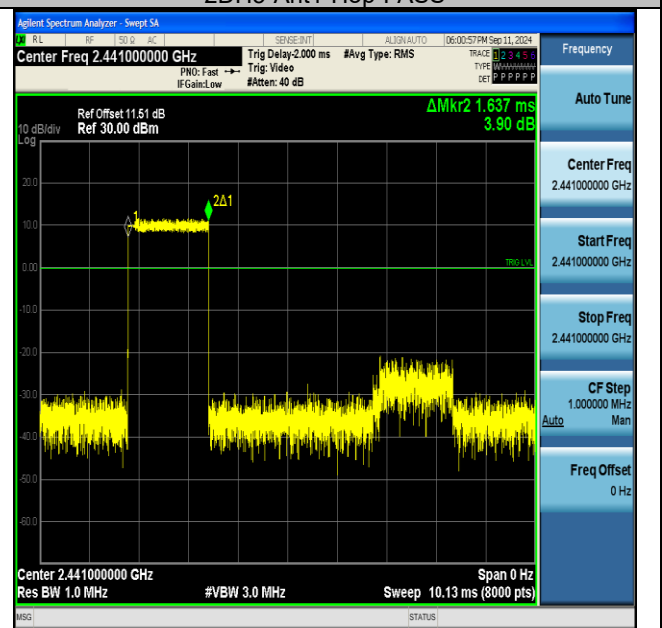 Agilent Spectrum Analyzer - Swept SA
RL RF 50 Ω AC SENSE:INT ALIGN AUTO 06:00:57 PM Sep 11, 2024
Center Freq 2.441000000 GHz
PNO: Fast
IFGain:Low
Trig Delay-2.000 ms
Trig: Video
#Atten: 40 dB
#Avg Type: RMS
TRACE 1 2 3 4 5 6
TYPE
DET P P P P P P
Frequency
Auto Tune
Ref Offset 11.51 dB
Ref 30.00 dBm
10 dB/div
Log
ΔMkr2 1.637 ms
3.90 dB
20.0
10.0
0.00
-10.0
-20.0
-30.0
-40.0
-50.0
-60.0
1
2Δ1
TRIG LVL
Center Freq
2.441000000 GHz
Start Freq
2.441000000 GHz
Stop Freq
2.441000000 GHz
CF Step
1.000000 MHz
Auto Man
Freq Offset
0 Hz
Center 2.441000000 GHz Span 0 Hz
Res BW 1.0 MHz #VBW 3.0 MHz Sweep 10.13 ms (8000 pts)
MSG STATUS